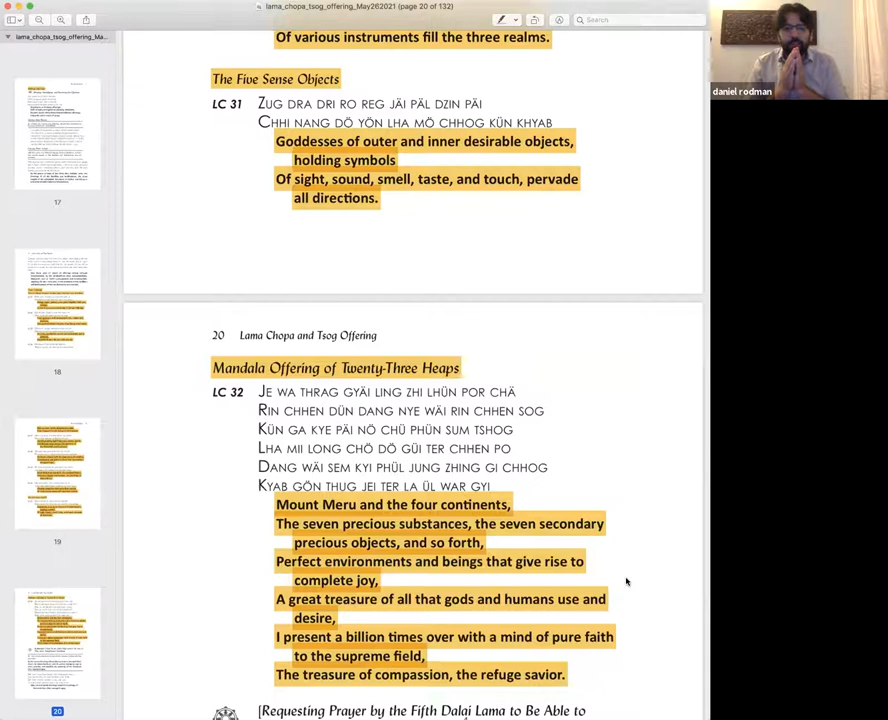 lama_chopa_tsog_offering_May262021 (page 20 of 132)
Search
lama_chopa_tsog_offering_May262021
daniel rodman
17
18
19
20
Of various instruments fill the three realms.
The Five Sense Objects
LC 31 ZUG DRA DRI RO REG JÄI PÄL DZIN PÄI
CHHI NANG DÖ YÖN LHA MÖ CHHOG KÜN KHYAB
Goddesses of outer and inner desirable objects,
holding symbols
Of sight, sound, smell, taste, and touch, pervade
all directions.
20 Lama Chopa and Tsog Offering
Mandala Offering of Twenty-Three Heaps
LC 32 JE WA THRAG GYÄI LING ZHI LHÜN POR CHÄ
RIN CHHEN DÜN DANG NYE WÄI RIN CHHEN SOG
KÜN GA KYE PÄI NÖ CHÜ PHÜN SUM TSHOG
LHA MII LONG CHÖ DÖ GÜI TER CHHEN PO
DANG WÄI SEM KYI PHÜL JUNG ZHING GI CHHOG
KYAB GÖN THUG JEI TER LA ÜL WAR GYI
Mount Meru and the four continents,
The seven precious substances, the seven secondary
precious objects, and so forth,
Perfect environments and beings that give rise to
complete joy,
A great treasure of all that gods and humans use and
desire,
I present a billion times over with a mind of pure faith
to the supreme field,
The treasure of compassion, the refuge savior.
[Requesting Prayer by the Fifth Dalai Lama to Be Able to